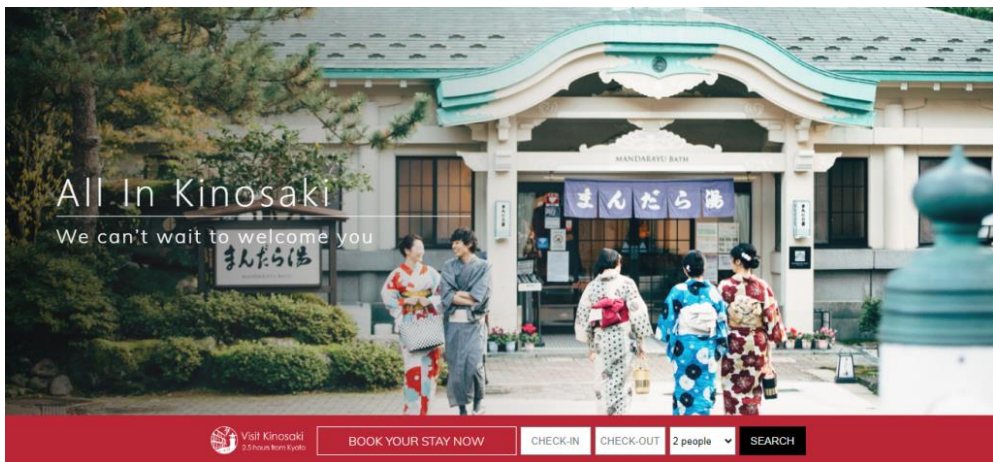 MANDARAYU BATH
まんだら湯
All In Kinosaki
We can't wait to welcome you
まんだら湯
MANDARAYU BATH
Visit Kinosaki
2.5 hours from Kyoto
BOOK YOUR STAY NOW
CHECK-IN
CHECK-OUT
2 people
SEARCH